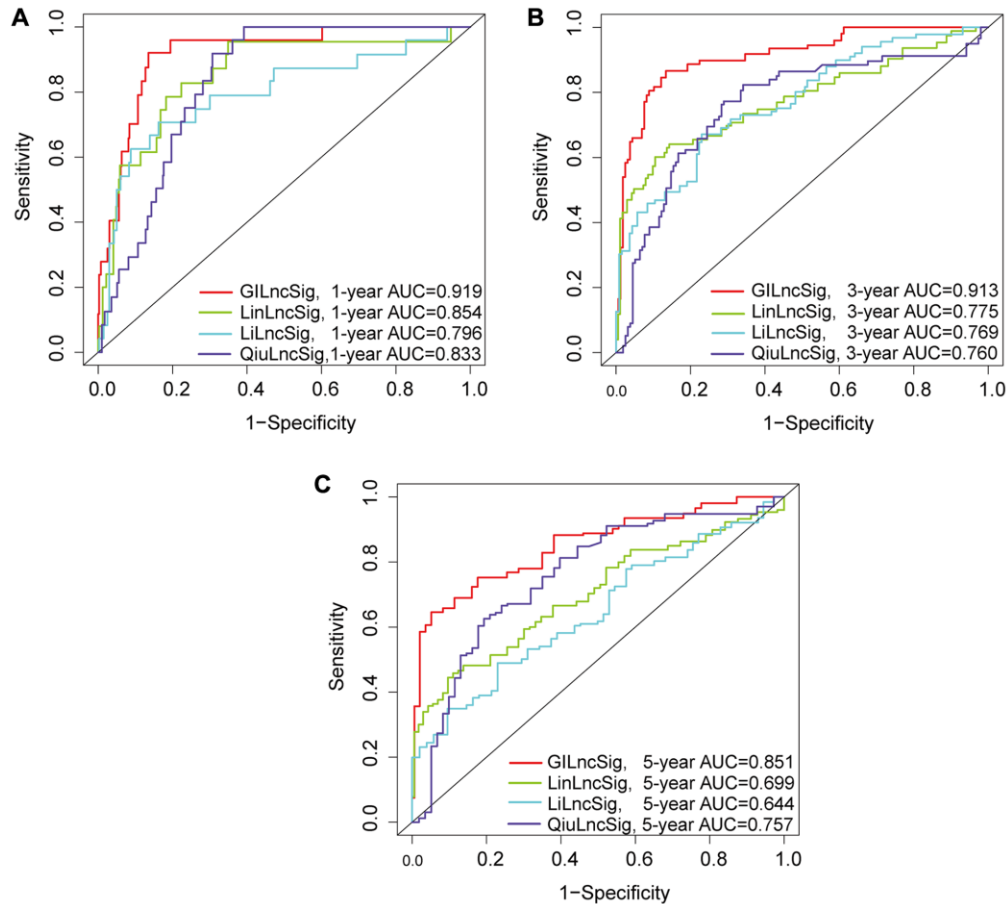 A
1.0
0.8
0.6
0.4
0.2
0.0
Sensitivity
GILncSig, 1-year AUC=0.919
LinLncSig, 1-year AUC=0.854
LiLncSig, 1-year AUC=0.796
QiuLncSig, 1-year AUC=0.833
0.0 0.2 0.4 0.6 0.8 1.0
1−Specificity
B
1.0
0.8
0.6
0.4
0.2
0.0
Sensitivity
GILncSig, 3-year AUC=0.913
LinLncSig, 3-year AUC=0.775
LiLncSig, 3-year AUC=0.769
QiuLncSig, 3-year AUC=0.760
0.0 0.2 0.4 0.6 0.8 1.0
1−Specificity
C
1.0
0.8
0.6
0.4
0.2
0.0
Sensitivity
GILncSig, 5-year AUC=0.851
LinLncSig, 5-year AUC=0.699
LiLncSig, 5-year AUC=0.644
QiuLncSig, 5-year AUC=0.757
0.0 0.2 0.4 0.6 0.8 1.0
1−Specificity